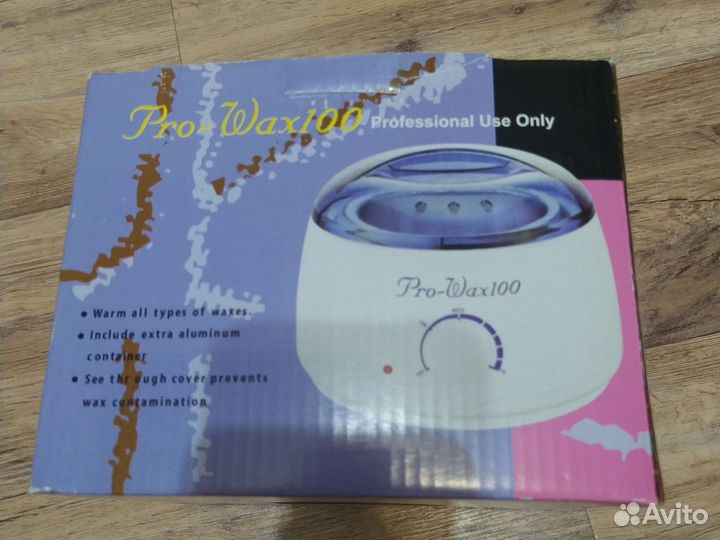 Pro-Wax100 Professional Use Only
Pro-Wax100
MED
• Warm all types of waxes.
• Include extra aluminum
container
• See thr ough cover prevents
wax contamination
Avito